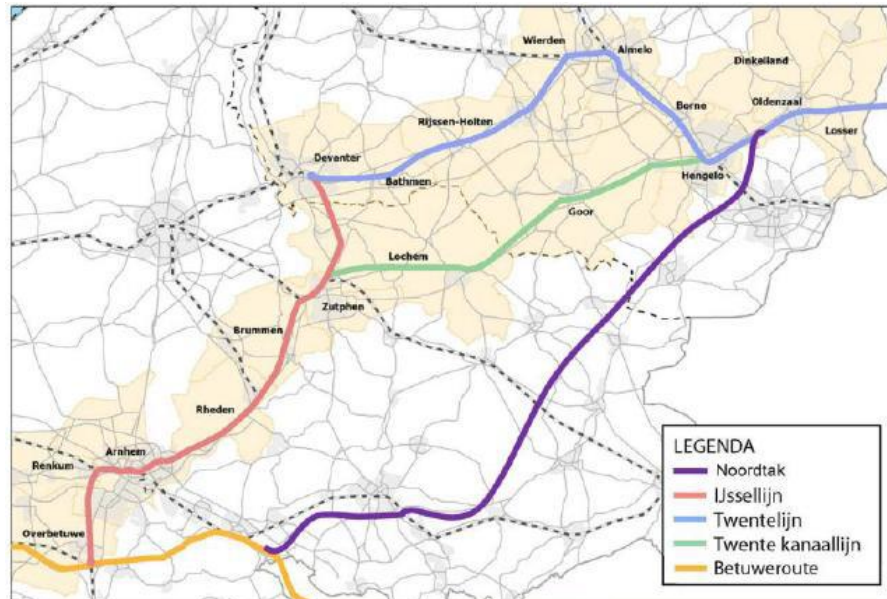 Wierden
Almelo
Dinkelland
Borne
Oldenzaal
Rijssen-Holten
Losser
Deventer
Bathmen
Hengelo
Goor
Lochem
Zutphen
Brummen
Rheden
Arnhem
Renkum
Overbetuwe
LEGENDA
Noordtak
IJssellijn
Twentelijn
Twente kanaallijn
Betuweroute